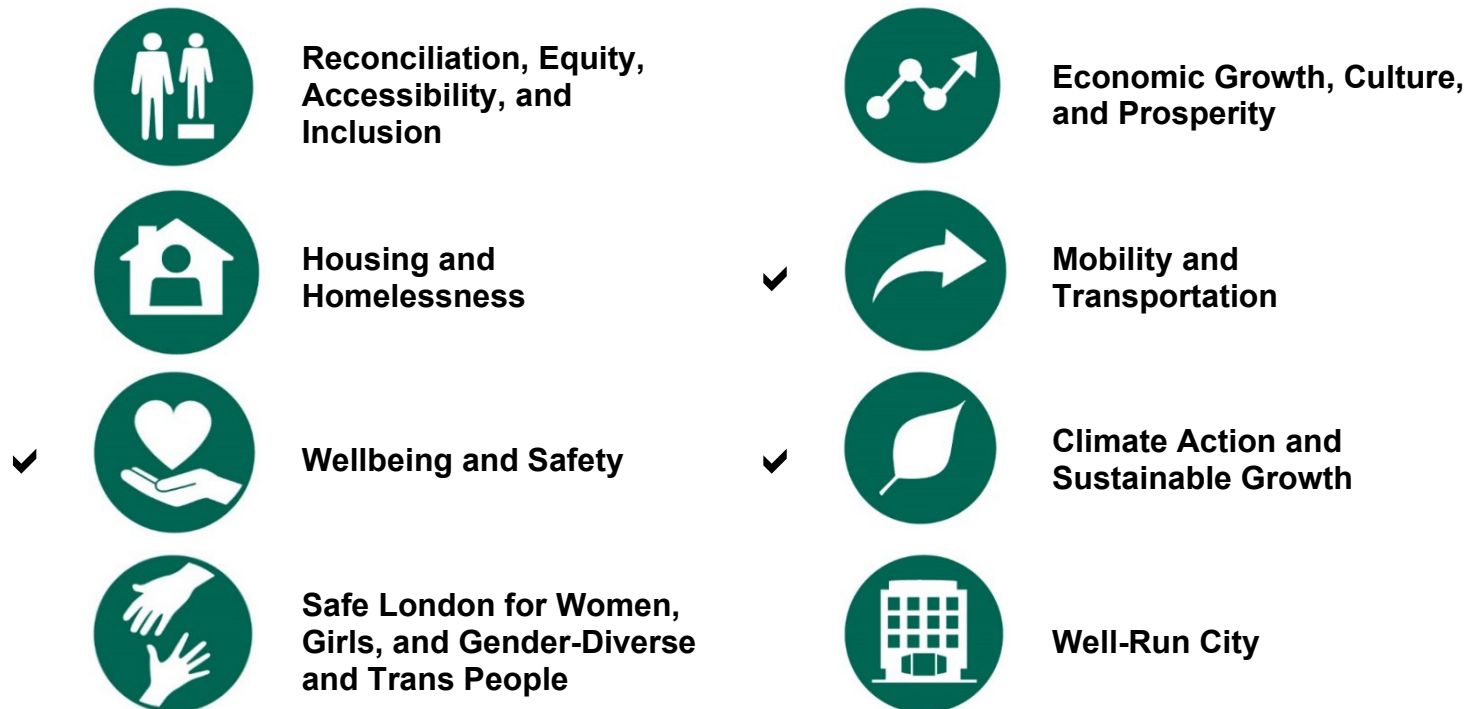 Reconciliation, Equity,
Accessibility, and
Inclusion
Economic Growth, Culture,
and Prosperity
Housing and
Homelessness
Mobility and
Transportation
Wellbeing and Safety
Climate Action and
Sustainable Growth
Safe London for Women,
Girls, and Gender-Diverse
and Trans People
Well-Run City